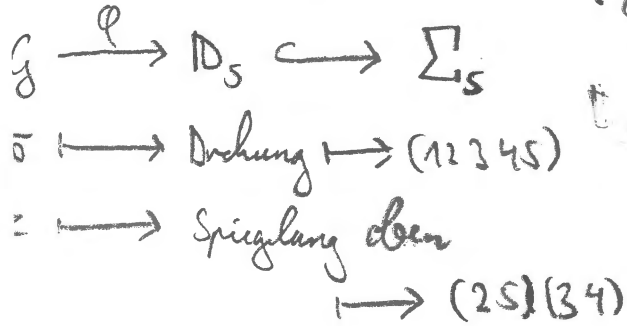 G φ⟶ D₅ ↪ Σ₅
σ̄ ⟼ Drehung ⟼ (12345)
⟼ Spiegelung oben
⟼ (25)(34)